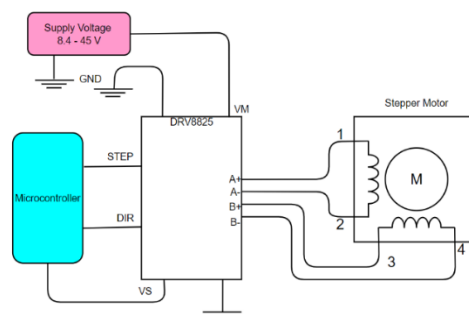 Supply Voltage
8.4 - 45 V
GND
VM
DRV8825
Stepper Motor
STEP
Microcontroller
DIR
VS
A+
A-
B+
B-
1
2
M
3
4